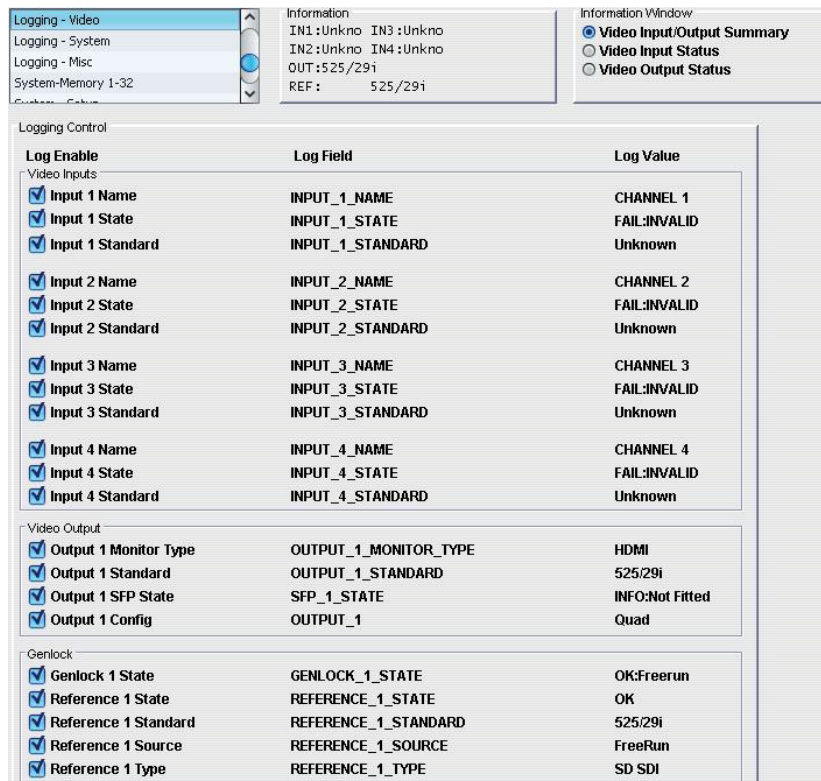 Logging - Video
Logging - System
Logging - Misc
System-Memory 1-32
Information
IN1:Unkno IN3:Unkno
IN2:Unkno IN4:Unkno
OUT:525/29i
REF: 525/29i
Information Window
Video Input/Output Summary
Video Input Status
Video Output Status
Logging Control
Log Enable Log Field Log Value
Video Inputs
Input 1 Name INPUT_1_NAME CHANNEL 1
Input 1 State INPUT_1_STATE FAIL:INVALID
Input 1 Standard INPUT_1_STANDARD Unknown
Input 2 Name INPUT_2_NAME CHANNEL 2
Input 2 State INPUT_2_STATE FAIL:INVALID
Input 2 Standard INPUT_2_STANDARD Unknown
Input 3 Name INPUT_3_NAME CHANNEL 3
Input 3 State INPUT_3_STATE FAIL:INVALID
Input 3 Standard INPUT_3_STANDARD Unknown
Input 4 Name INPUT_4_NAME CHANNEL 4
Input 4 State INPUT_4_STATE FAIL:INVALID
Input 4 Standard INPUT_4_STANDARD Unknown
Video Output
Output 1 Monitor Type OUTPUT_1_MONITOR_TYPE HDMI
Output 1 Standard OUTPUT_1_STANDARD 525/29i
Output 1 SFP State SFP_1_STATE INFO:Not Fitted
Output 1 Config OUTPUT_1 Quad
Genlock
Genlock 1 State GENLOCK_1_STATE OK:Freerun
Reference 1 State REFERENCE_1_STATE OK
Reference 1 Standard REFERENCE_1_STANDARD 525/29i
Reference 1 Source REFERENCE_1_SOURCE FreeRun
Reference 1 Type REFERENCE_1_TYPE SD SDI